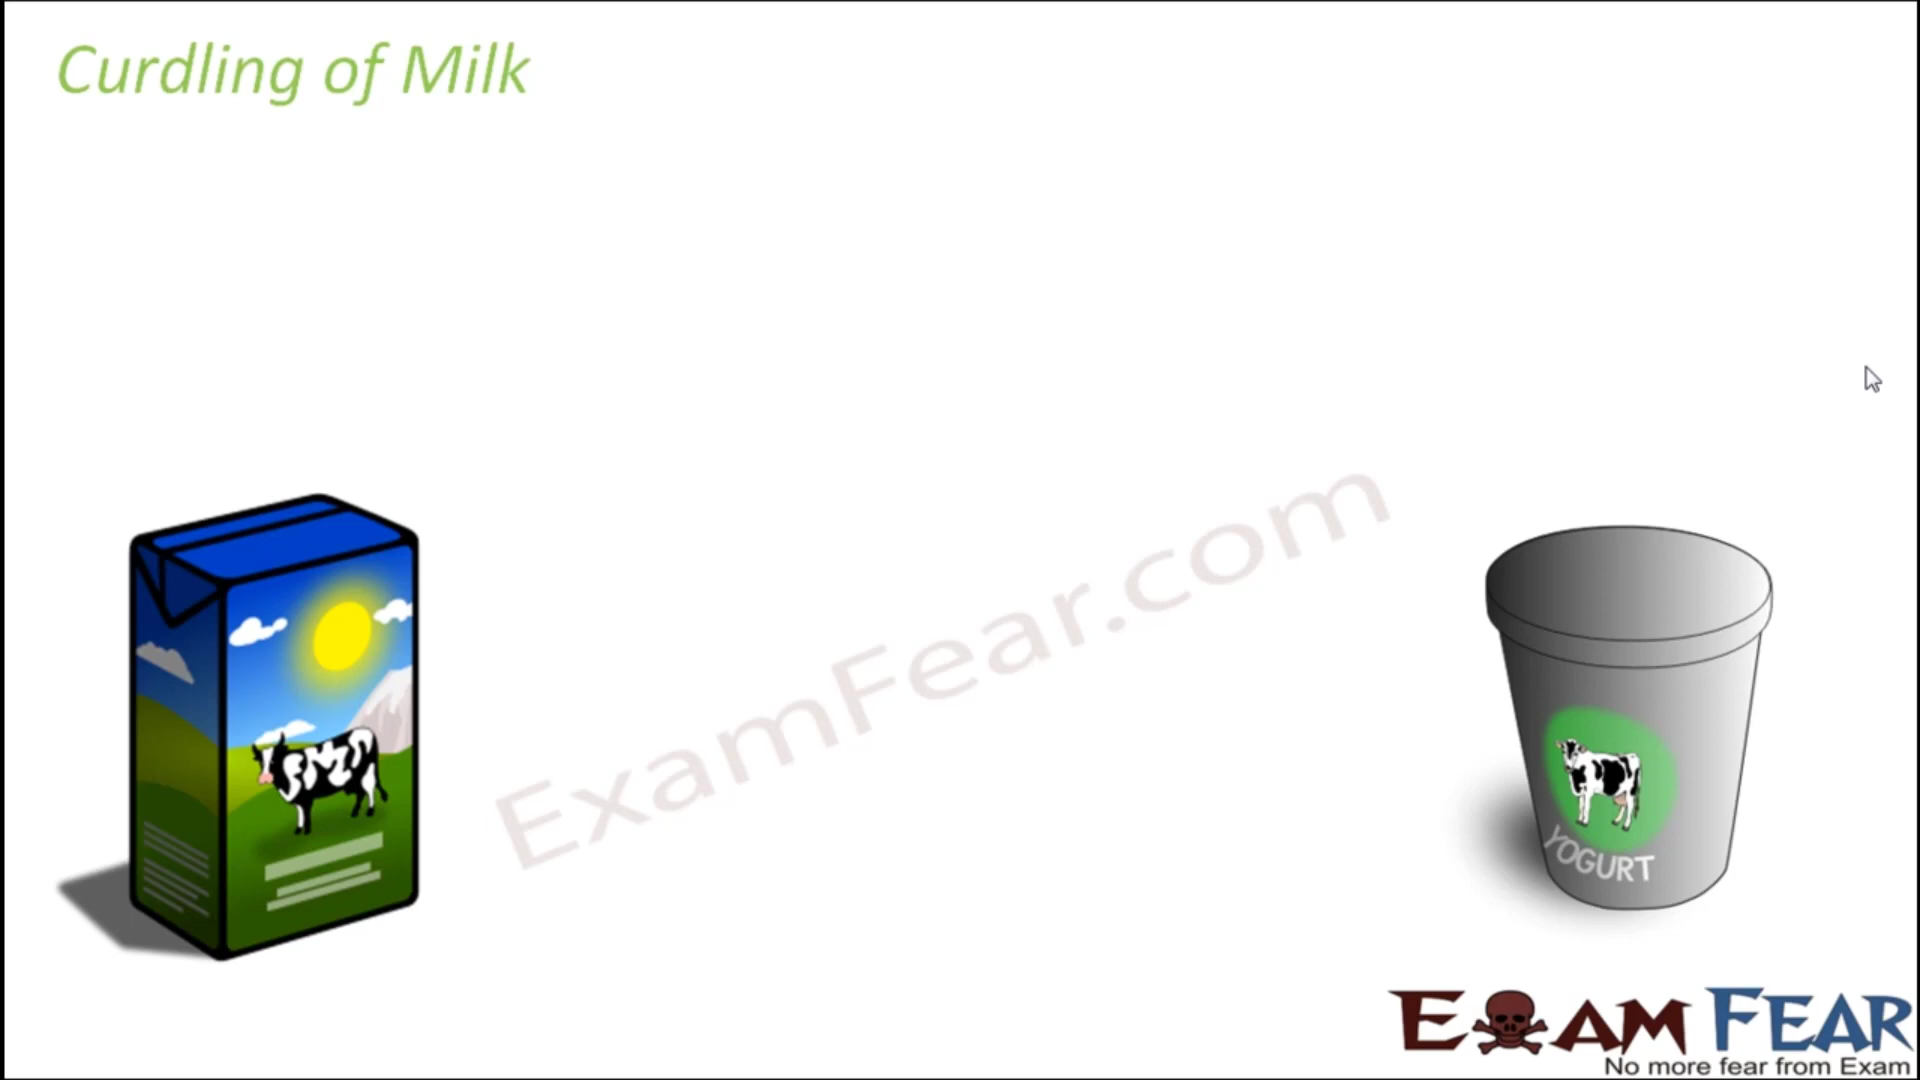 Curdling of Milk
ExamFear.com
YOGURT
EXAM FEAR
No more fear from Exam